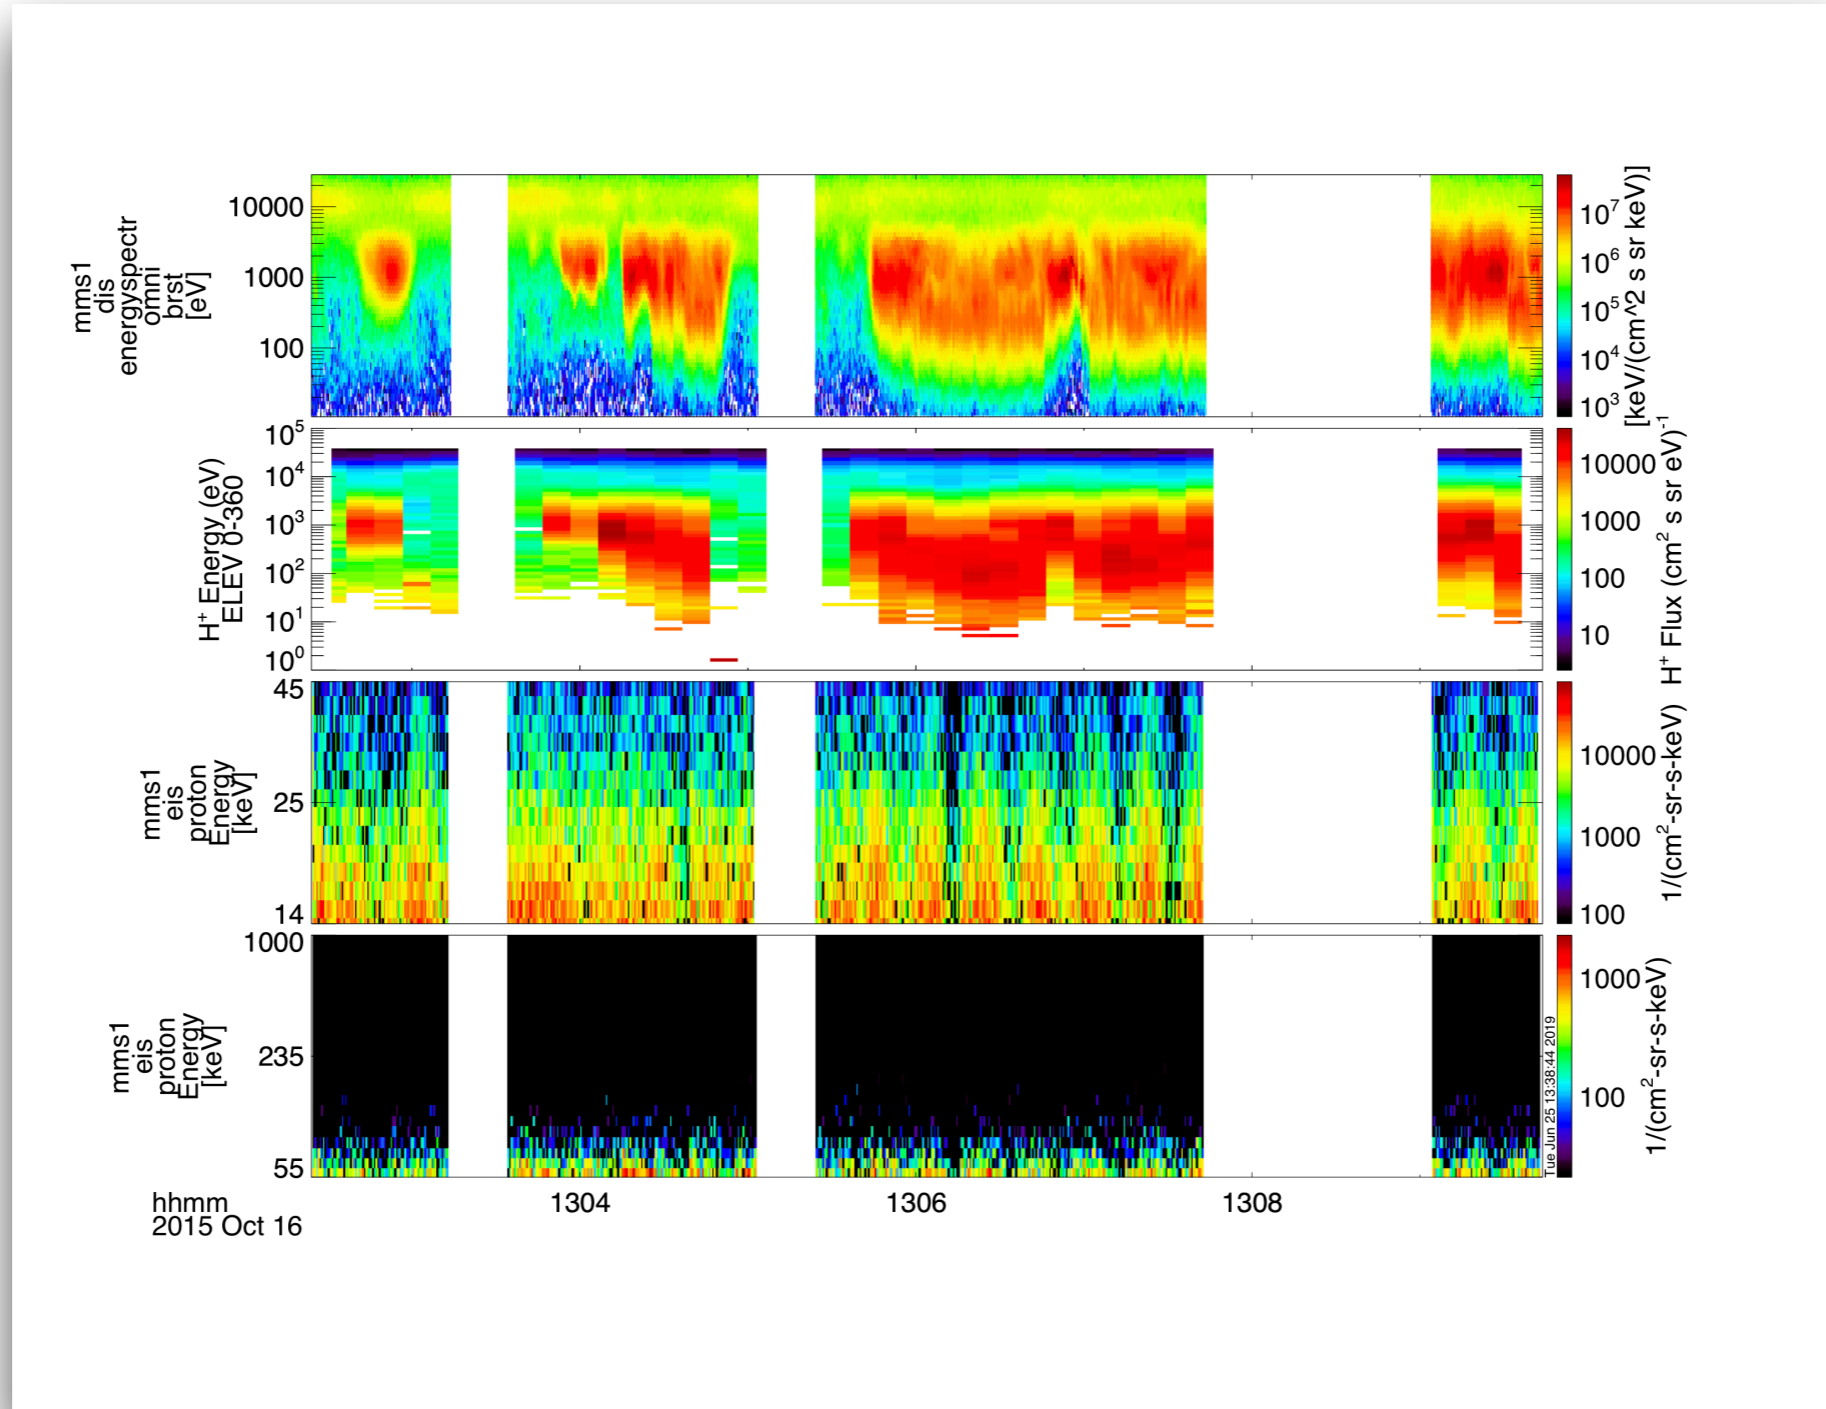 mms1
dis
energyspectr
omni
brst
[eV]
10000
1000
100
10^7
10^6
10^5
10^4
10^3
[keV/(cm^2 s sr keV)]
H+ Energy (eV)
ELEV 0-360
10^5
10^4
10^3
10^2
10^1
10^0
10000
1000
100
10
H+ Flux (cm^2 s sr eV)^-1
mms1
eis
proton
Energy
[keV]
45
25
14
10000
1000
100
1/(cm^2-sr-s-keV)
mms1
eis
proton
Energy
[keV]
1000
235
55
1000
100
1/(cm^2-sr-s-keV)
Tue Jun 25 13:38:44 2019
hhmm
2015 Oct 16
1304
1306
1308